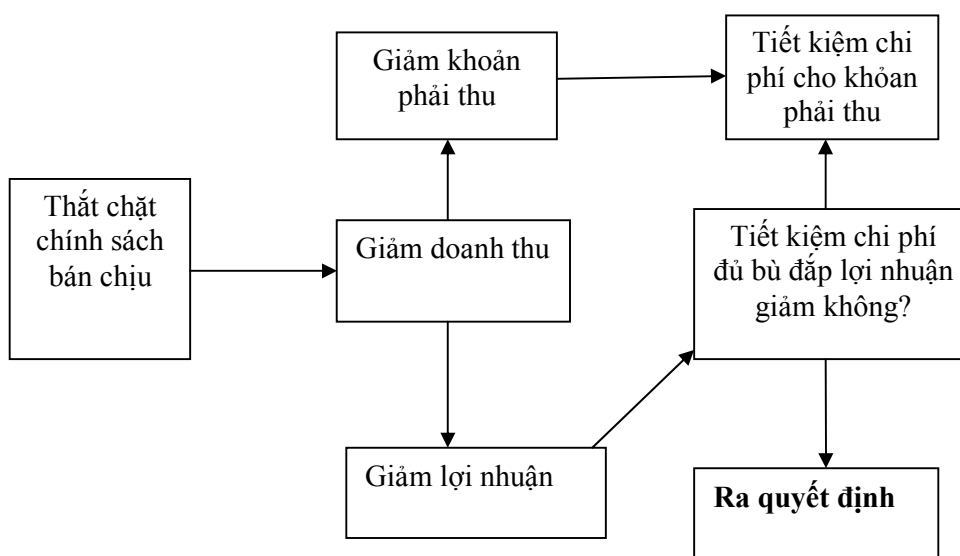 Giảm khoản
phải thu
Tiết kiệm chi
phí cho khỏan
phải thu
Thắt chặt
chính sách
bán chịu
Giảm doanh thu
Tiết kiệm chi phí
đủ bù đắp lợi nhuận
giảm không?
Giảm lợi nhuận
Ra quyết định